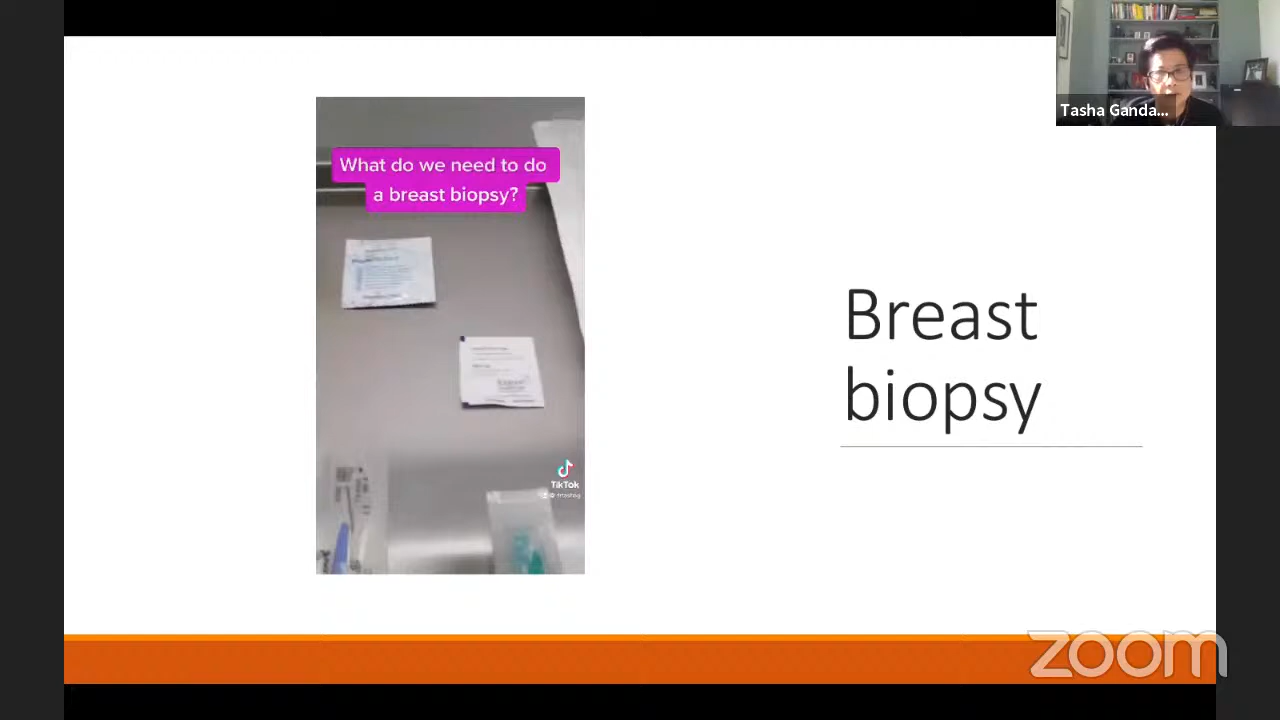 Tasha Ganda...
What do we need to do
a breast biopsy?
Breast
biopsy
TikTok
zoom